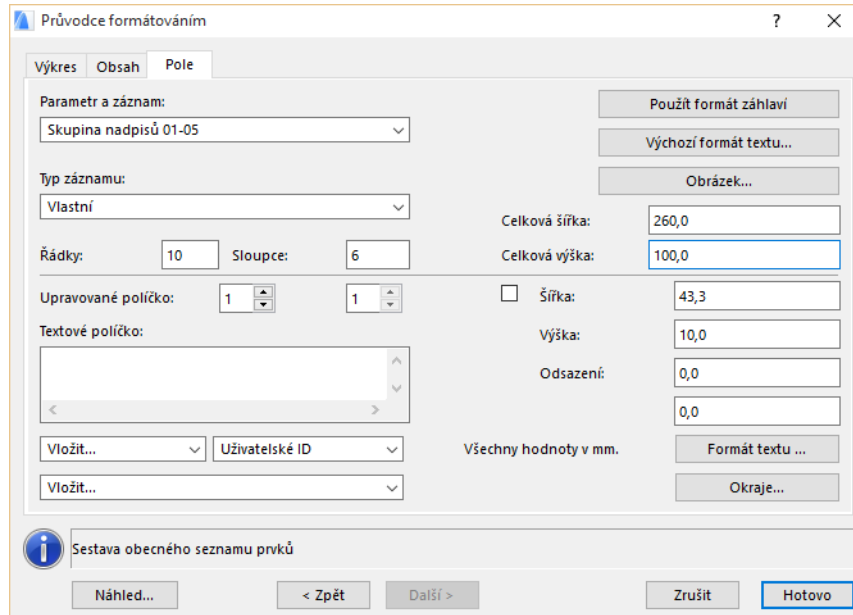 Průvodce formátováním
Výkres Obsah Pole
Parametr a záznam:
Skupina nadpisů 01-05
Použít formát záhlaví
Výchozí formát textu...
Typ záznamu:
Obrázek...
Vlastní
Celková šířka: 260,0
Řádky: 10 Sloupce: 6
Celková výška: 100,0
Upravované políčko: 1 1
Šířka: 43,3
Textové políčko:
Výška: 10,0
Odsazení: 0,0
0,0
Vložit... Uživatelské ID
Všechny hodnoty v mm.
Formát textu ...
Vložit...
Okraje...
Sestava obecného seznamu prvků
Náhled... < Zpět Další > Zrušit Hotovo